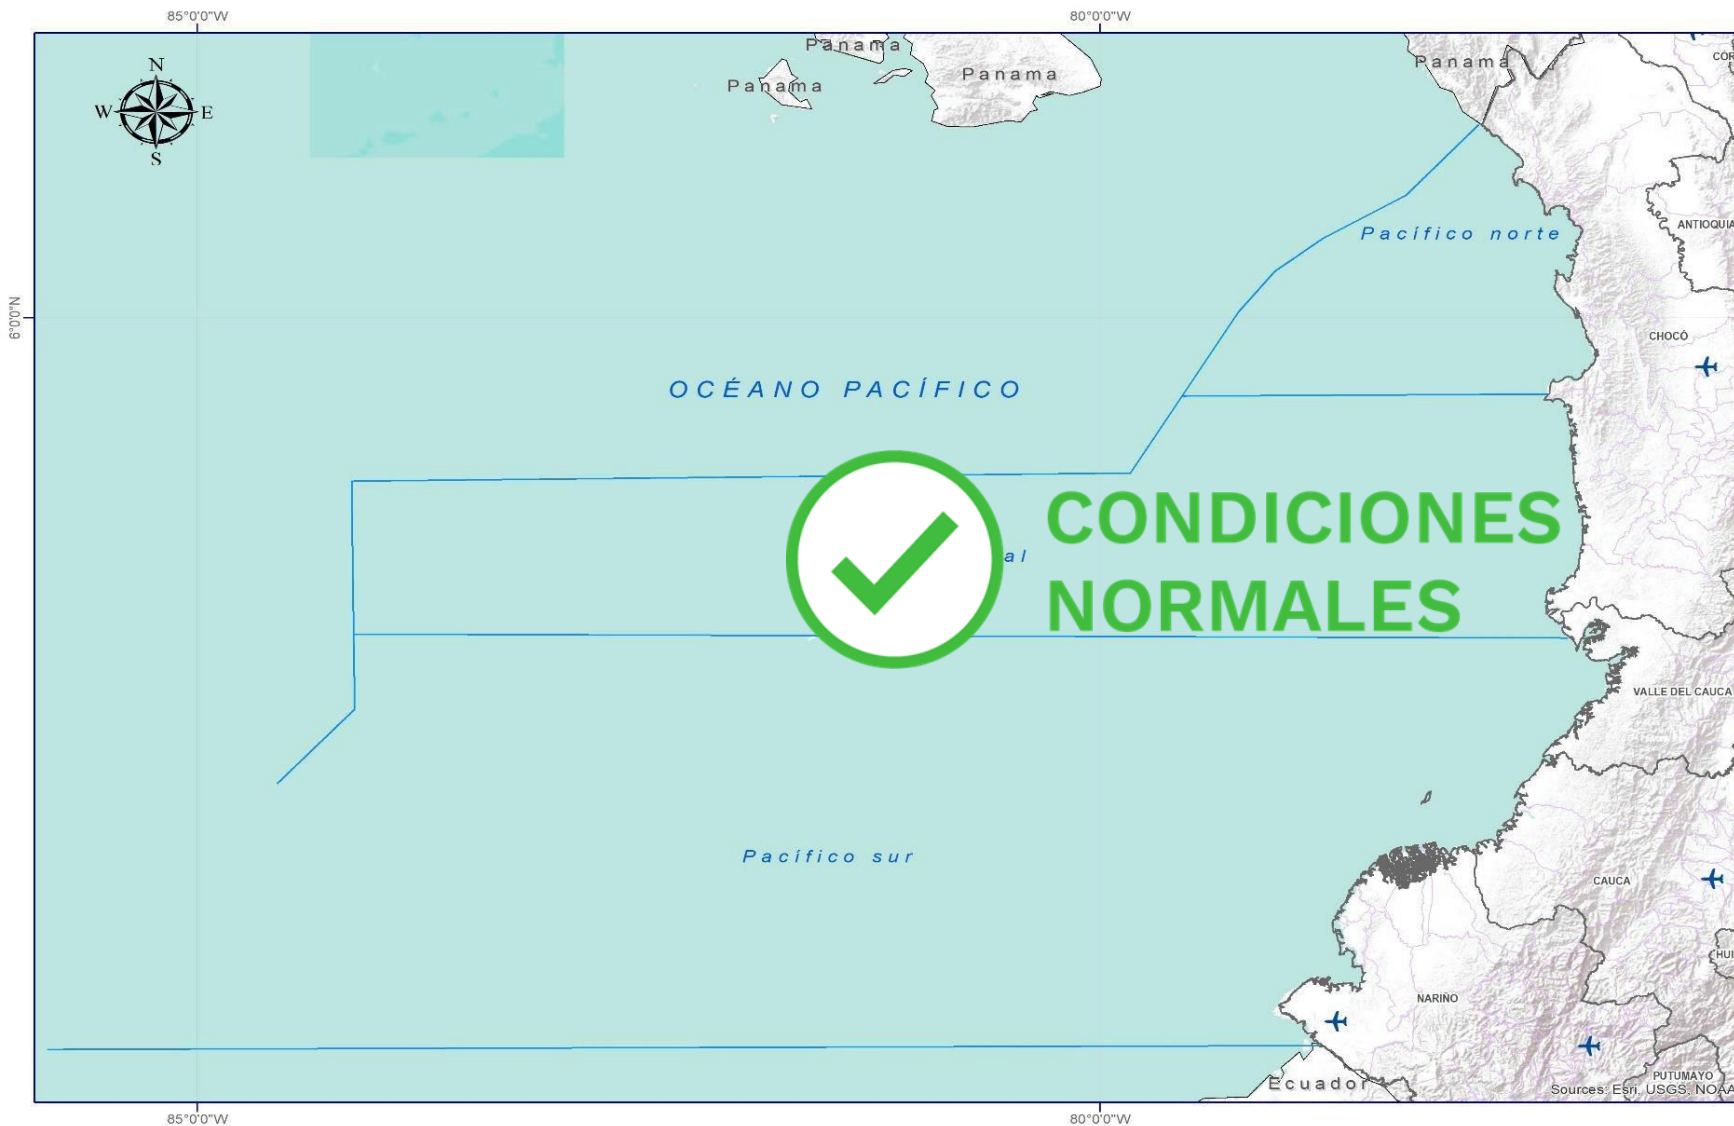 85°0'0"W
80°0'0"W
N
W
E
S
Panama
Panama
Panama
Panama
ANTIOQUIA
Pacífico norte
6°0'0"N
CHOCÓ
OCÉANO PACÍFICO
CONDICIONES
NORMALES
al
VALLE DEL CAUCA
Pacífico sur
CAUCA
HUI
NARIÑO
PUTUMAYO
Ecuador
Sources: Esri, USGS, NOAA
85°0'0"W
80°0'0"W